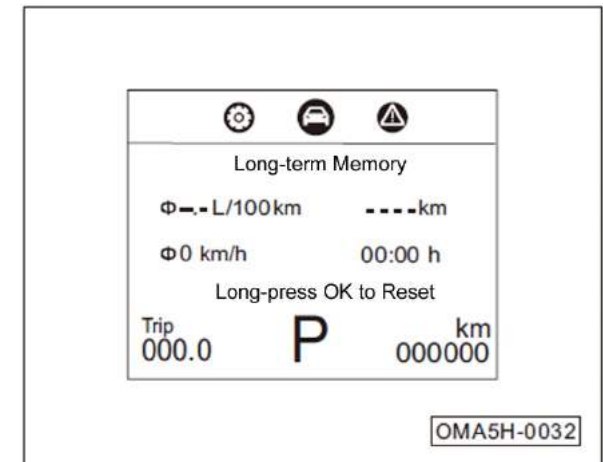 Long-term Memory
Φ-.-L/100km ----km
Φ0 km/h 00:00 h
Long-press OK to Reset
Trip km
000.0 P 000000
OMA5H-0032